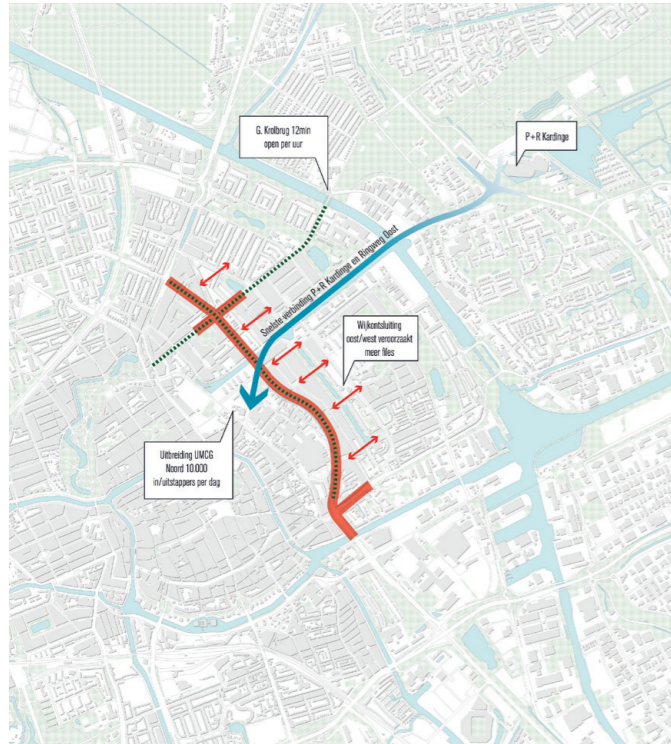 G. Krolbrug 12min
open per uur
P+R Kardinge
Snelste verbinding P+R Kardinge en Ringweg Oost
Wijkontsluiting
oost/west veroorzaakt
meer files
Uitbreiding UMCG
Noord 10.000
in/uitstappers per dag